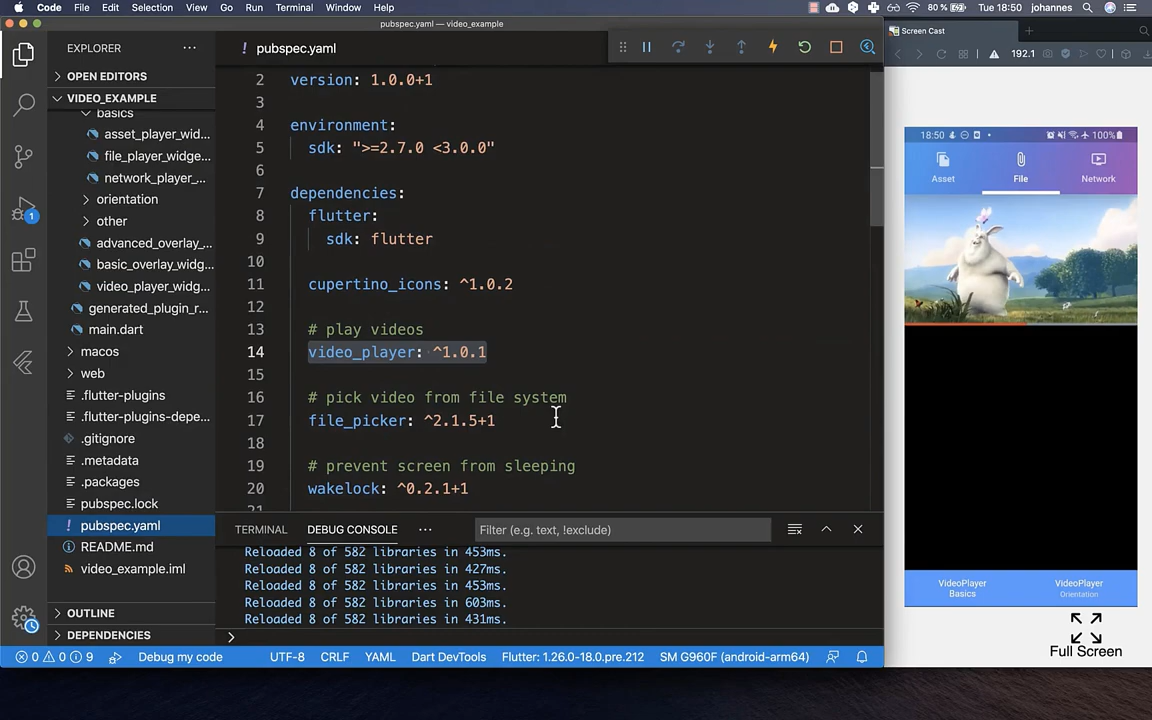 Code File Edit Selection View Go Run Terminal Window Help 80 % Tue 18:50 johannes
pubspec.yaml — video_example
Screen Cast
EXPLORER
pubspec.yaml
192.1
OPEN EDITORS
VIDEO_EXAMPLE
basics
asset_player_wid...
file_player_widge...
network_player_...
orientation
other
advanced_overlay_...
basic_overlay_widg...
video_player_widg...
generated_plugin_r...
main.dart
macos
web
.flutter-plugins
.flutter-plugins-depe...
.gitignore
.metadata
.packages
pubspec.lock
pubspec.yaml
README.md
video_example.iml
OUTLINE
DEPENDENCIES
1
2 version: 1.0.0+1
3
4 environment:
5 sdk: ">=2.7.0 <3.0.0"
6
7 dependencies:
8 flutter:
9 sdk: flutter
10
11 cupertino_icons: ^1.0.2
12
13 # play videos
14 video_player: ^1.0.1
15
16 # pick video from file system
17 file_picker: ^2.1.5+1
18
19 # prevent screen from sleeping
20 wakelock: ^0.2.1+1
21
TERMINAL DEBUG CONSOLE ... Filter (e.g. text, !exclude)
Reloaded 8 of 582 libraries in 453ms.
Reloaded 8 of 582 libraries in 427ms.
Reloaded 8 of 582 libraries in 453ms.
Reloaded 8 of 582 libraries in 603ms.
Reloaded 8 of 582 libraries in 431ms.
0 0 9 Debug my code UTF-8 CRLF YAML Dart DevTools Flutter: 1.26.0-18.0.pre.212 SM G960F (android-arm64)
18:50 100%
Asset File Network
VideoPlayer Basics
VideoPlayer Orientation
Full Screen